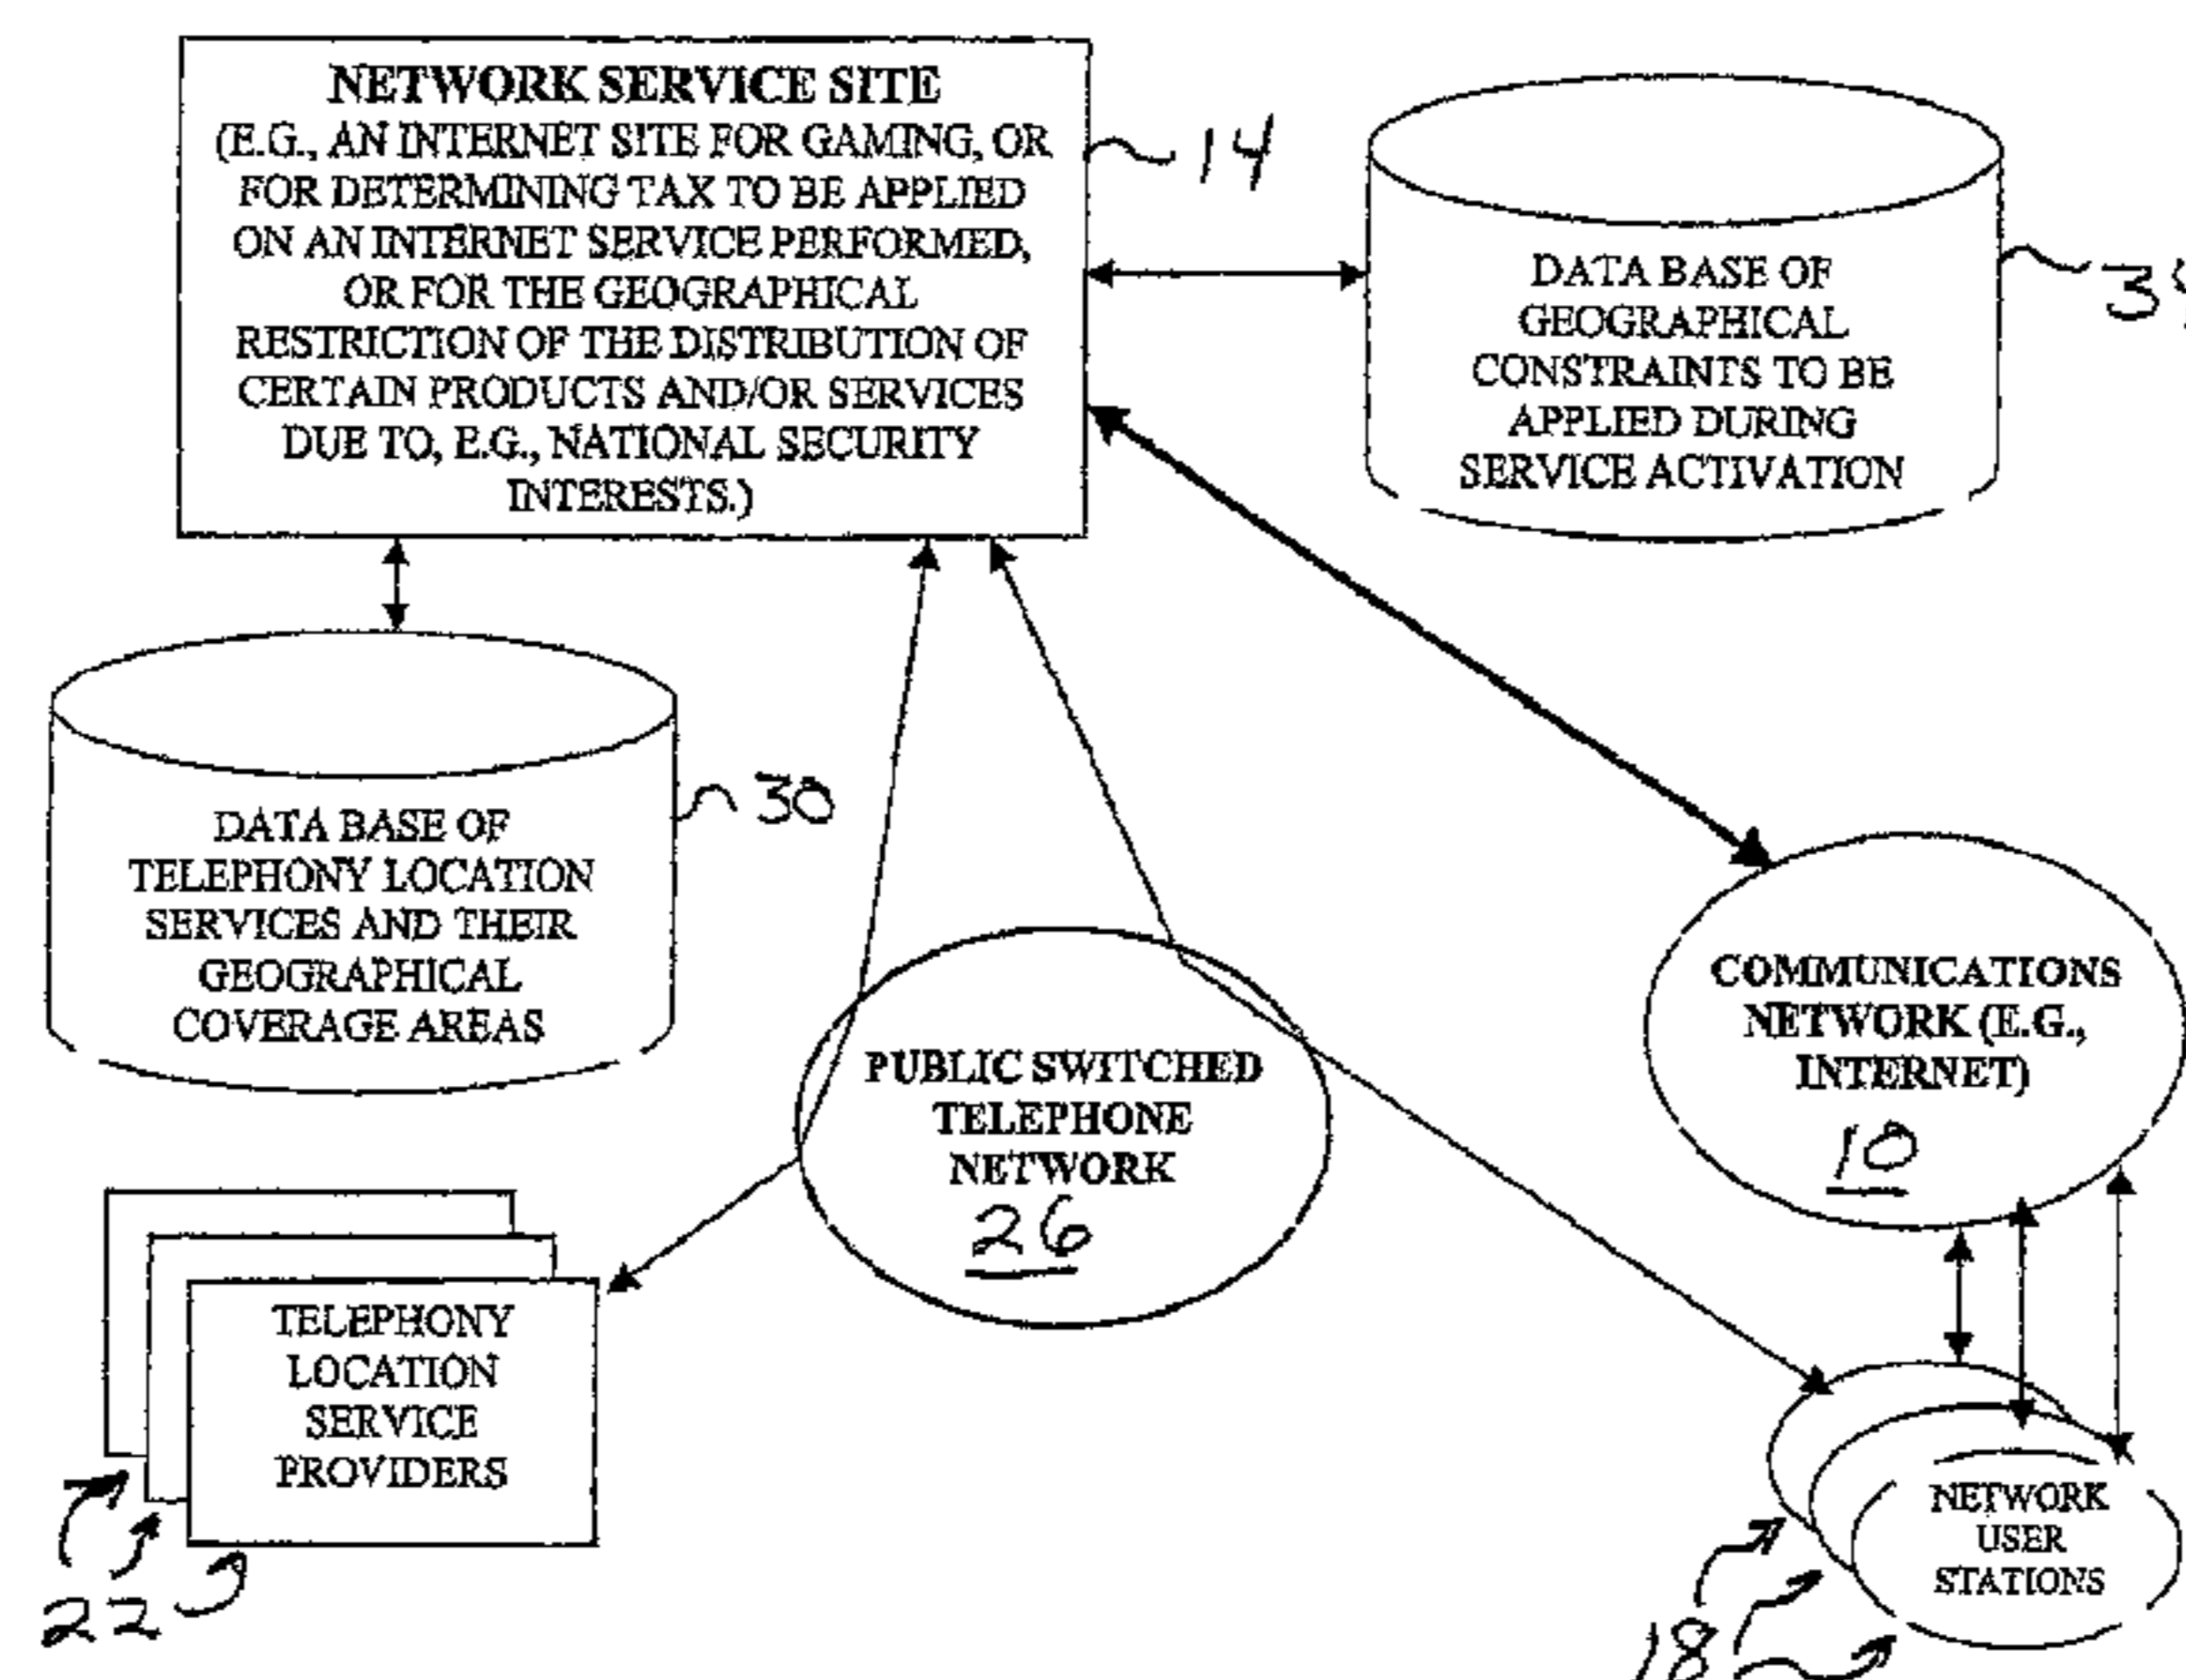 NETWORK SERVICE SITE
(E.G., AN INTERNET SITE FOR GAMING, OR
FOR DETERMINING TAX TO BE APPLIED
ON AN INTERNET SERVICE PERFORMED,
OR FOR THE GEOGRAPHICAL
RESTRICTION OF THE DISTRIBUTION OF
CERTAIN PRODUCTS AND/OR SERVICES
DUE TO, E.G., NATIONAL SECURITY
INTERESTS.)
14
DATA BASE OF
GEOGRAPHICAL
CONSTRAINTS TO BE
APPLIED DURING
SERVICE ACTIVATION
DATA BASE OF
TELEPHONY LOCATION
SERVICES AND THEIR
GEOGRAPHICAL
COVERAGE AREAS
30
PUBLIC SWITCHED
TELEPHONE
NETWORK
26
COMMUNICATIONS
NETWORK (E.G.,
INTERNET)
10
TELEPHONY
LOCATION
SERVICE
PROVIDERS
22
NETWORK
USER
STATIONS
18